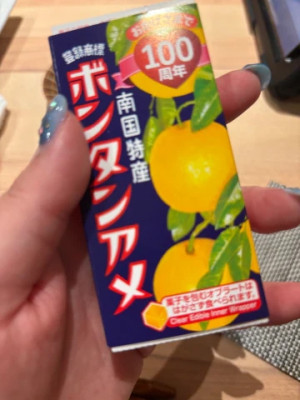 おかげさまで
100
周年
登録商標
ボンタンアメ
南国特産
菓子を包むオブラートは
はがさず食べられます。
Clear Edible Inner Wrapper